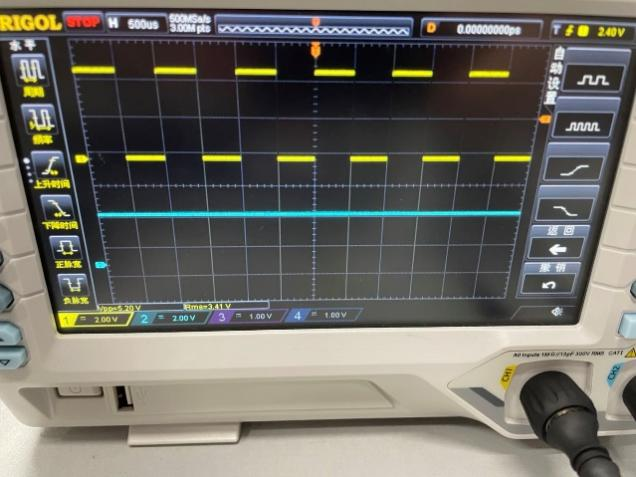 RIGOL STOP H 500us 500MSa/s 3.00M pts D 0.00000000ps T 1 2.40V
水平
周期
频率
上升时间
下降时间
正脉宽
负脉宽
自动设置
返回
撤销
Vpp=5.20 V Vrms=3.41 V
1 2.00 V 2 2.00 V 3 1.00 V 4 1.00 V
CH1
CH2